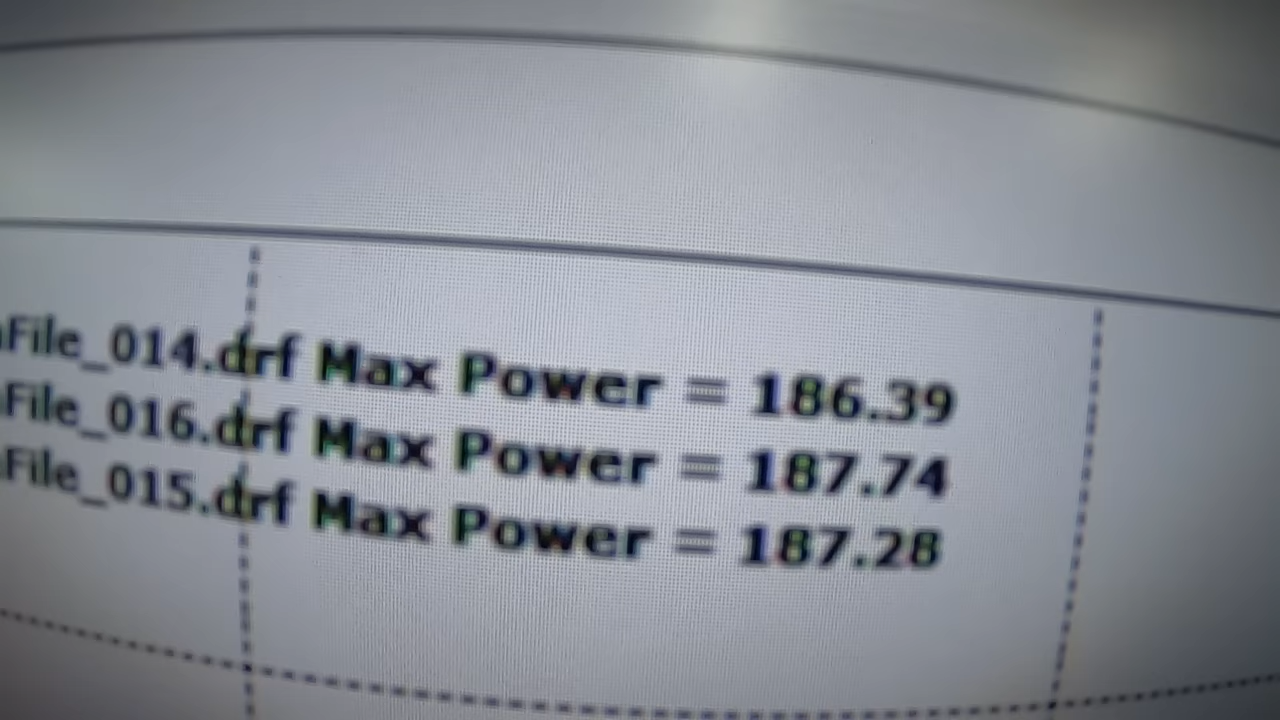 File_014.drf Max Power = 186.39
File_016.drf Max Power = 187.74
File_015.drf Max Power = 187.28